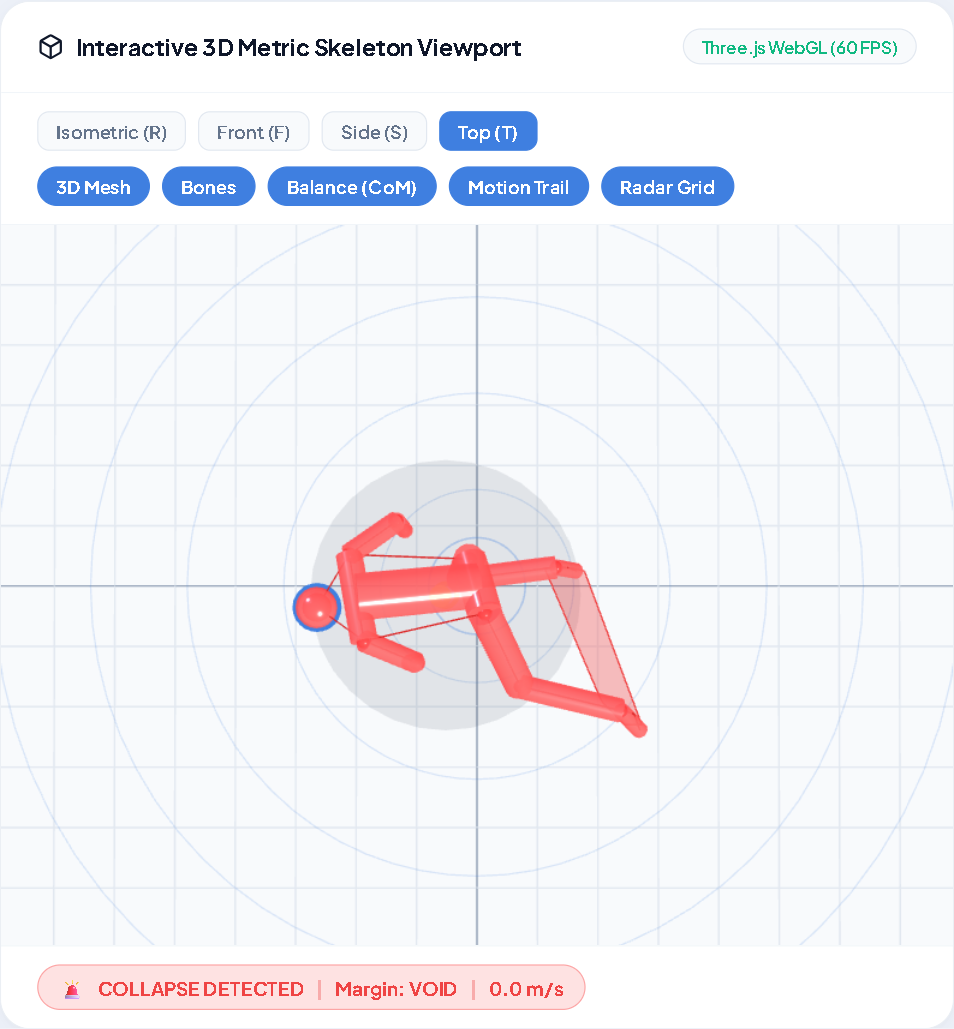 Interactive 3D Metric Skeleton Viewport
Three.js WebGL (60 FPS)
Isometric (R) Front (F) Side (S) Top (T)
3D Mesh Bones Balance (CoM) Motion Trail Radar Grid
🚨 COLLAPSE DETECTED | Margin: VOID | 0.0 m/s